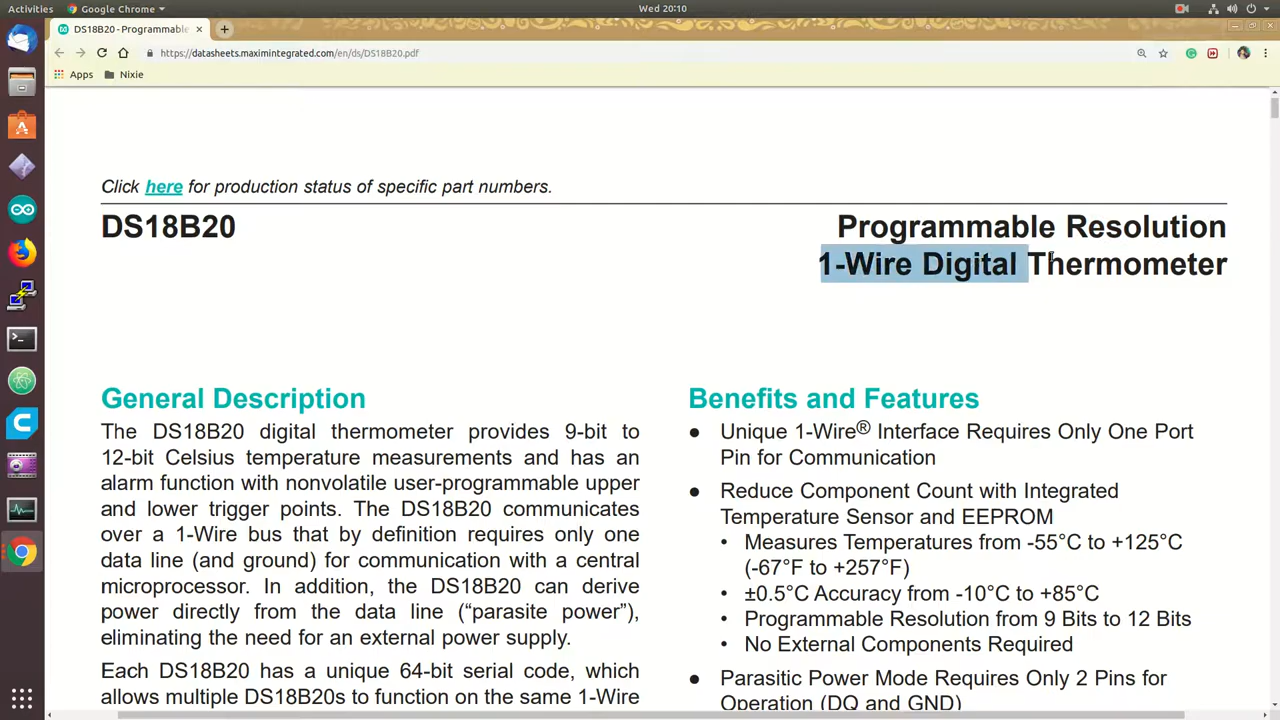 Activities
Google Chrome
Wed 20:10
DS18B20 - Programmable
https://datasheets.maximintegrated.com/en/ds/DS18B20.pdf
Apps
Nixie
Click here for production status of specific part numbers.
DS18B20
Programmable Resolution
1-Wire Digital Thermometer
General Description
The DS18B20 digital thermometer provides 9-bit to
12-bit Celsius temperature measurements and has an
alarm function with nonvolatile user-programmable upper
and lower trigger points. The DS18B20 communicates
over a 1-Wire bus that by definition requires only one
data line (and ground) for communication with a central
microprocessor. In addition, the DS18B20 can derive
power directly from the data line (“parasite power”),
eliminating the need for an external power supply.
Each DS18B20 has a unique 64-bit serial code, which
allows multiple DS18B20s to function on the same 1-Wire
Benefits and Features
● Unique 1-Wire® Interface Requires Only One Port
Pin for Communication
● Reduce Component Count with Integrated
Temperature Sensor and EEPROM
• Measures Temperatures from -55°C to +125°C
(-67°F to +257°F)
• ±0.5°C Accuracy from -10°C to +85°C
• Programmable Resolution from 9 Bits to 12 Bits
• No External Components Required
● Parasitic Power Mode Requires Only 2 Pins for
Operation (DQ and GND)